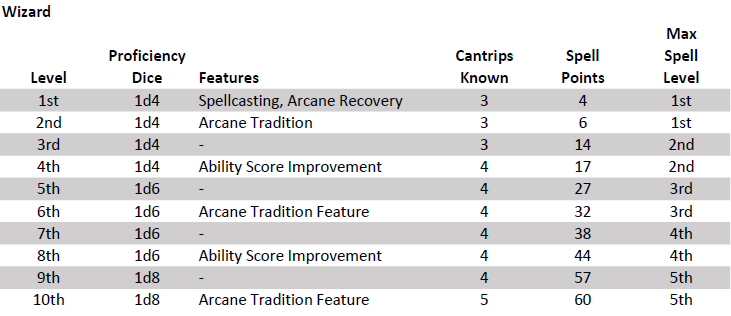 Wizard
Max
Proficiency Cantrips Spell Spell
Level Dice Features Known Points Level
1st 1d4 Spellcasting, Arcane Recovery 3 4 1st
2nd 1d4 Arcane Tradition 3 6 1st
3rd 1d4 - 3 14 2nd
4th 1d4 Ability Score Improvement 4 17 2nd
5th 1d6 - 4 27 3rd
6th 1d6 Arcane Tradition Feature 4 32 3rd
7th 1d6 - 4 38 4th
8th 1d6 Ability Score Improvement 4 44 4th
9th 1d8 - 4 57 5th
10th 1d8 Arcane Tradition Feature 5 60 5th